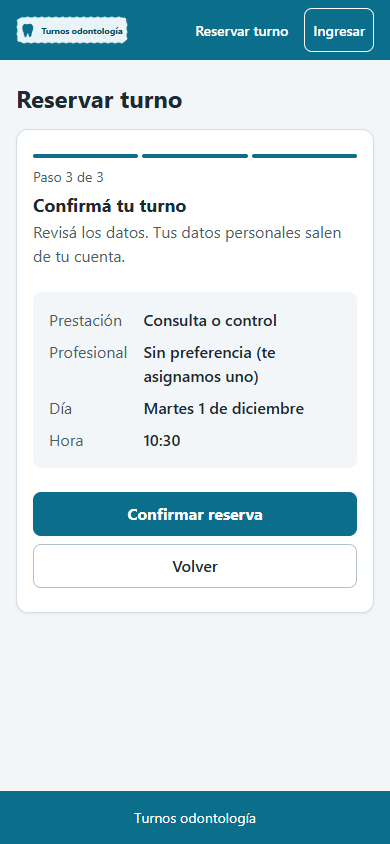 Turnos odontología
Reservar turno
Ingresar
Reservar turno
Paso 3 de 3
Confirmá tu turno
Revisá los datos. Tus datos personales salen
de tu cuenta.
Prestación Consulta o control
Profesional Sin preferencia (te
asignamos uno)
Día Martes 1 de diciembre
Hora 10:30
Confirmar reserva
Volver
Turnos odontología